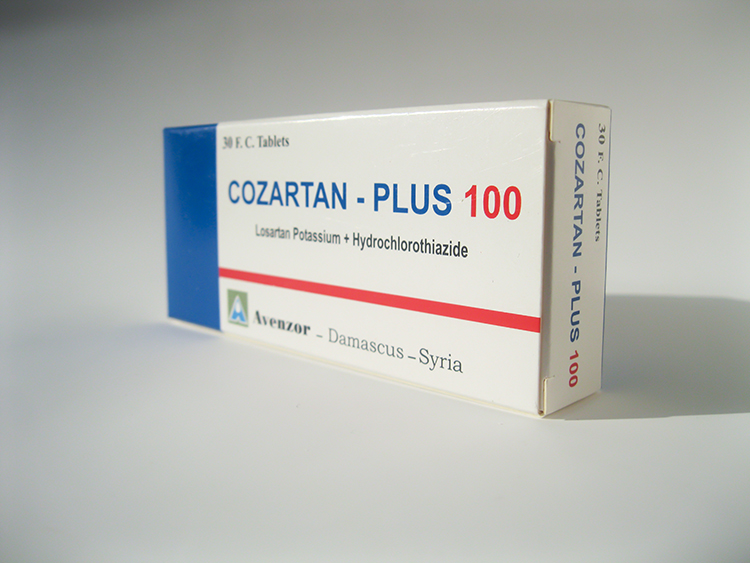 30 F. C. Tablets
COZARTAN - PLUS 100
Losartan Potassium + Hydrochlorothiazide
Avenzor - Damascus - Syria
30 F. C. Tablets
COZARTAN - PLUS 100